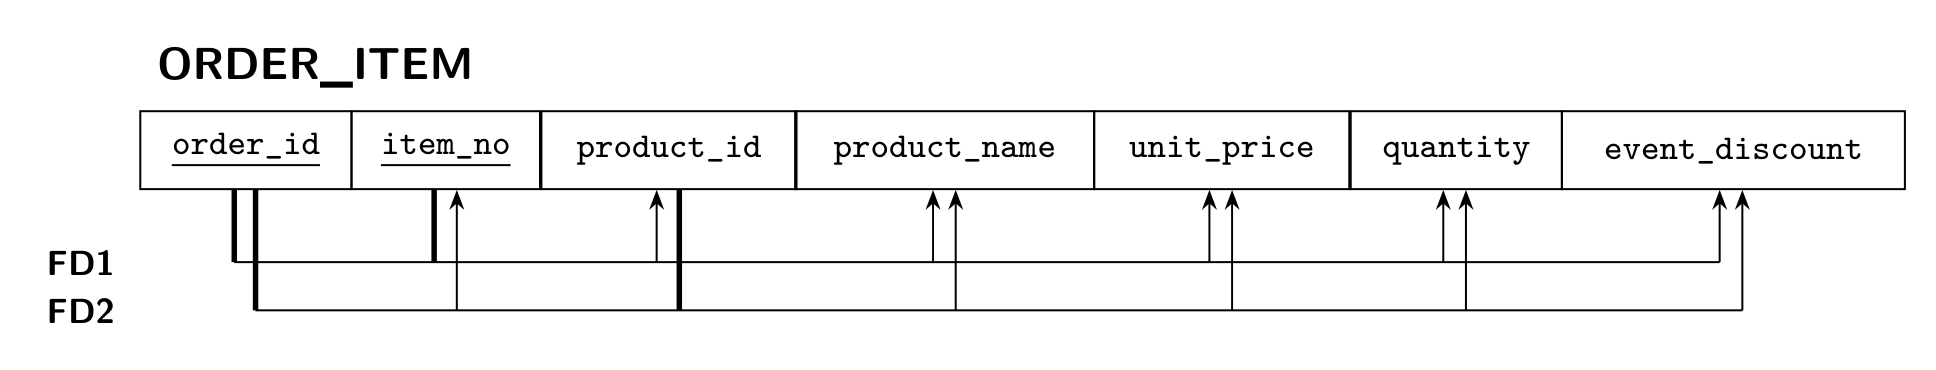 ORDER_ITEM
order_id item_no product_id product_name unit_price quantity event_discount
FD1
FD2